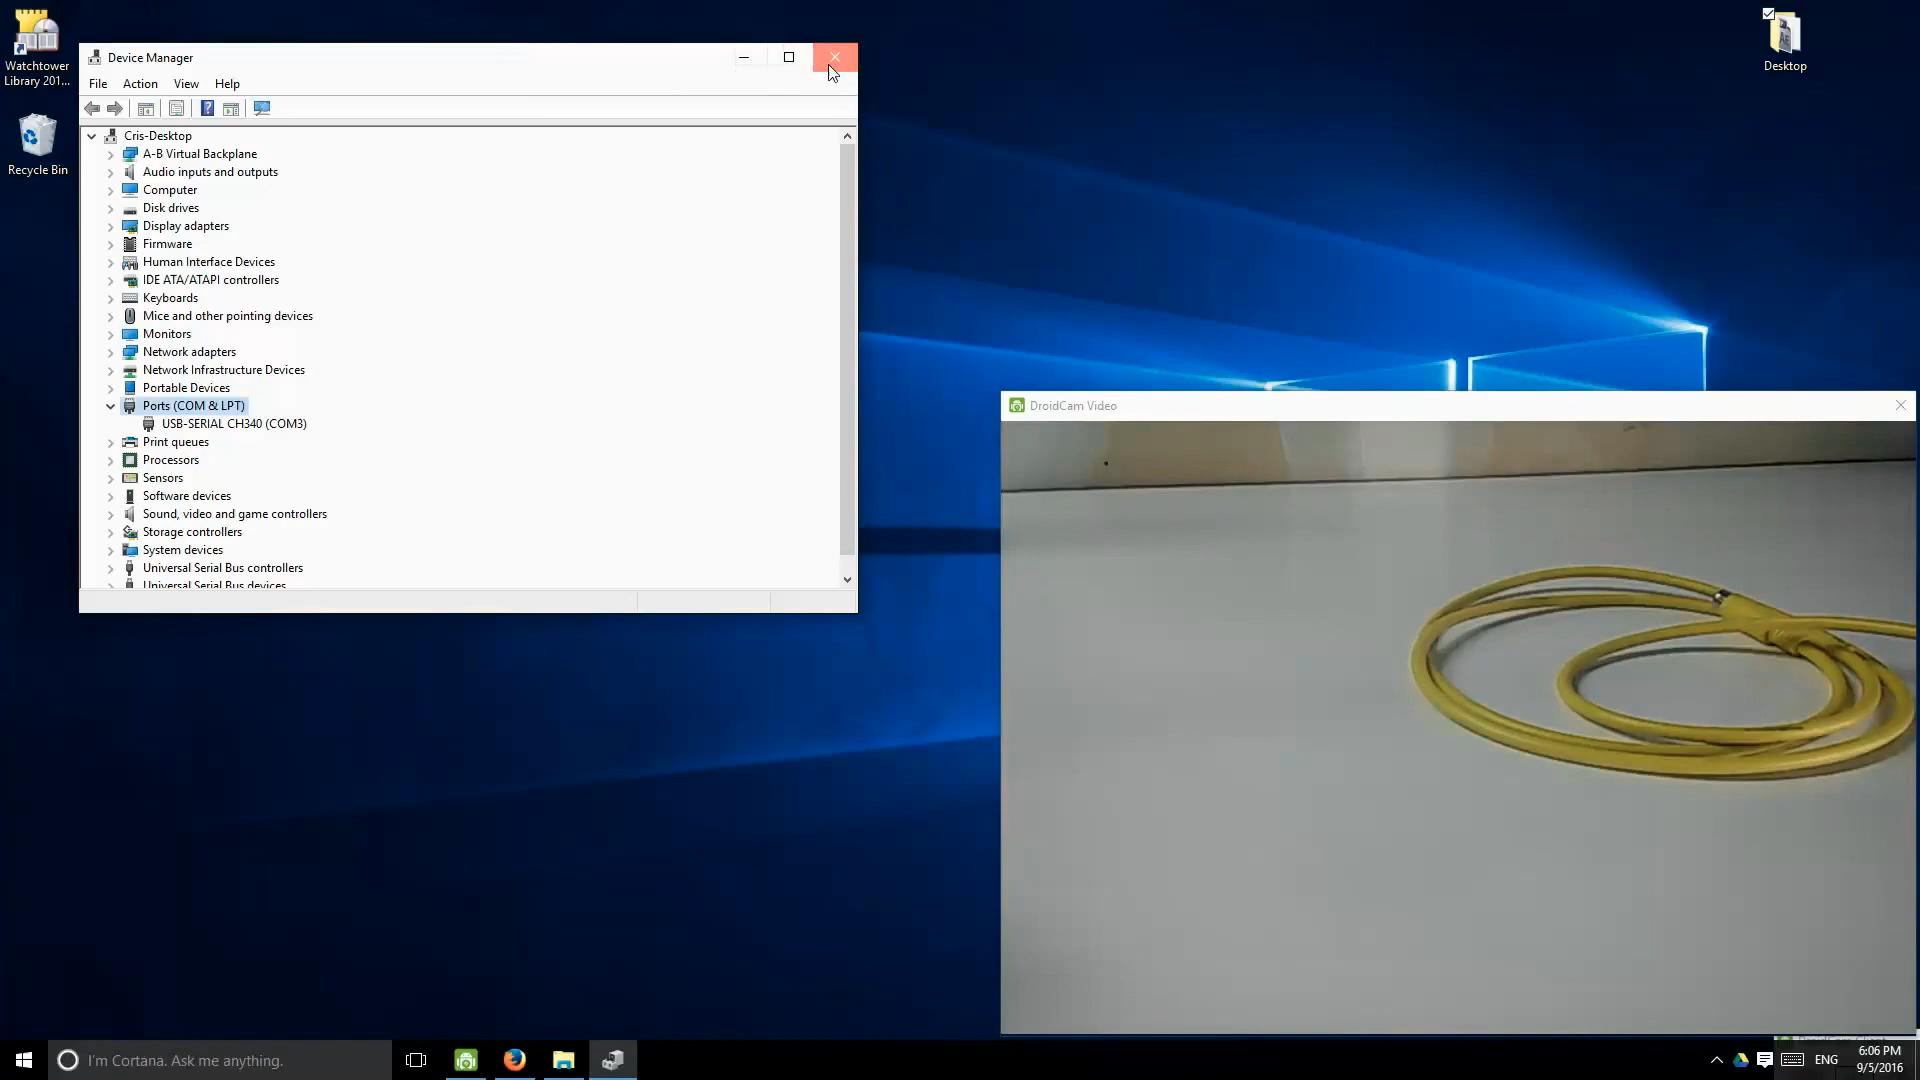 Watchtower
Library 201...
Recycle Bin
Desktop
Device Manager
File Action View Help
Cris-Desktop
A-B Virtual Backplane
Audio inputs and outputs
Computer
Disk drives
Display adapters
Firmware
Human Interface Devices
IDE ATA/ATAPI controllers
Keyboards
Mice and other pointing devices
Monitors
Network adapters
Network Infrastructure Devices
Portable Devices
Ports (COM & LPT)
USB-SERIAL CH340 (COM3)
Print queues
Processors
Sensors
Software devices
Sound, video and game controllers
Storage controllers
System devices
Universal Serial Bus controllers
Universal Serial Bus devices
DroidCam Video
I'm Cortana. Ask me anything.
ENG
6:06 PM
9/5/2016